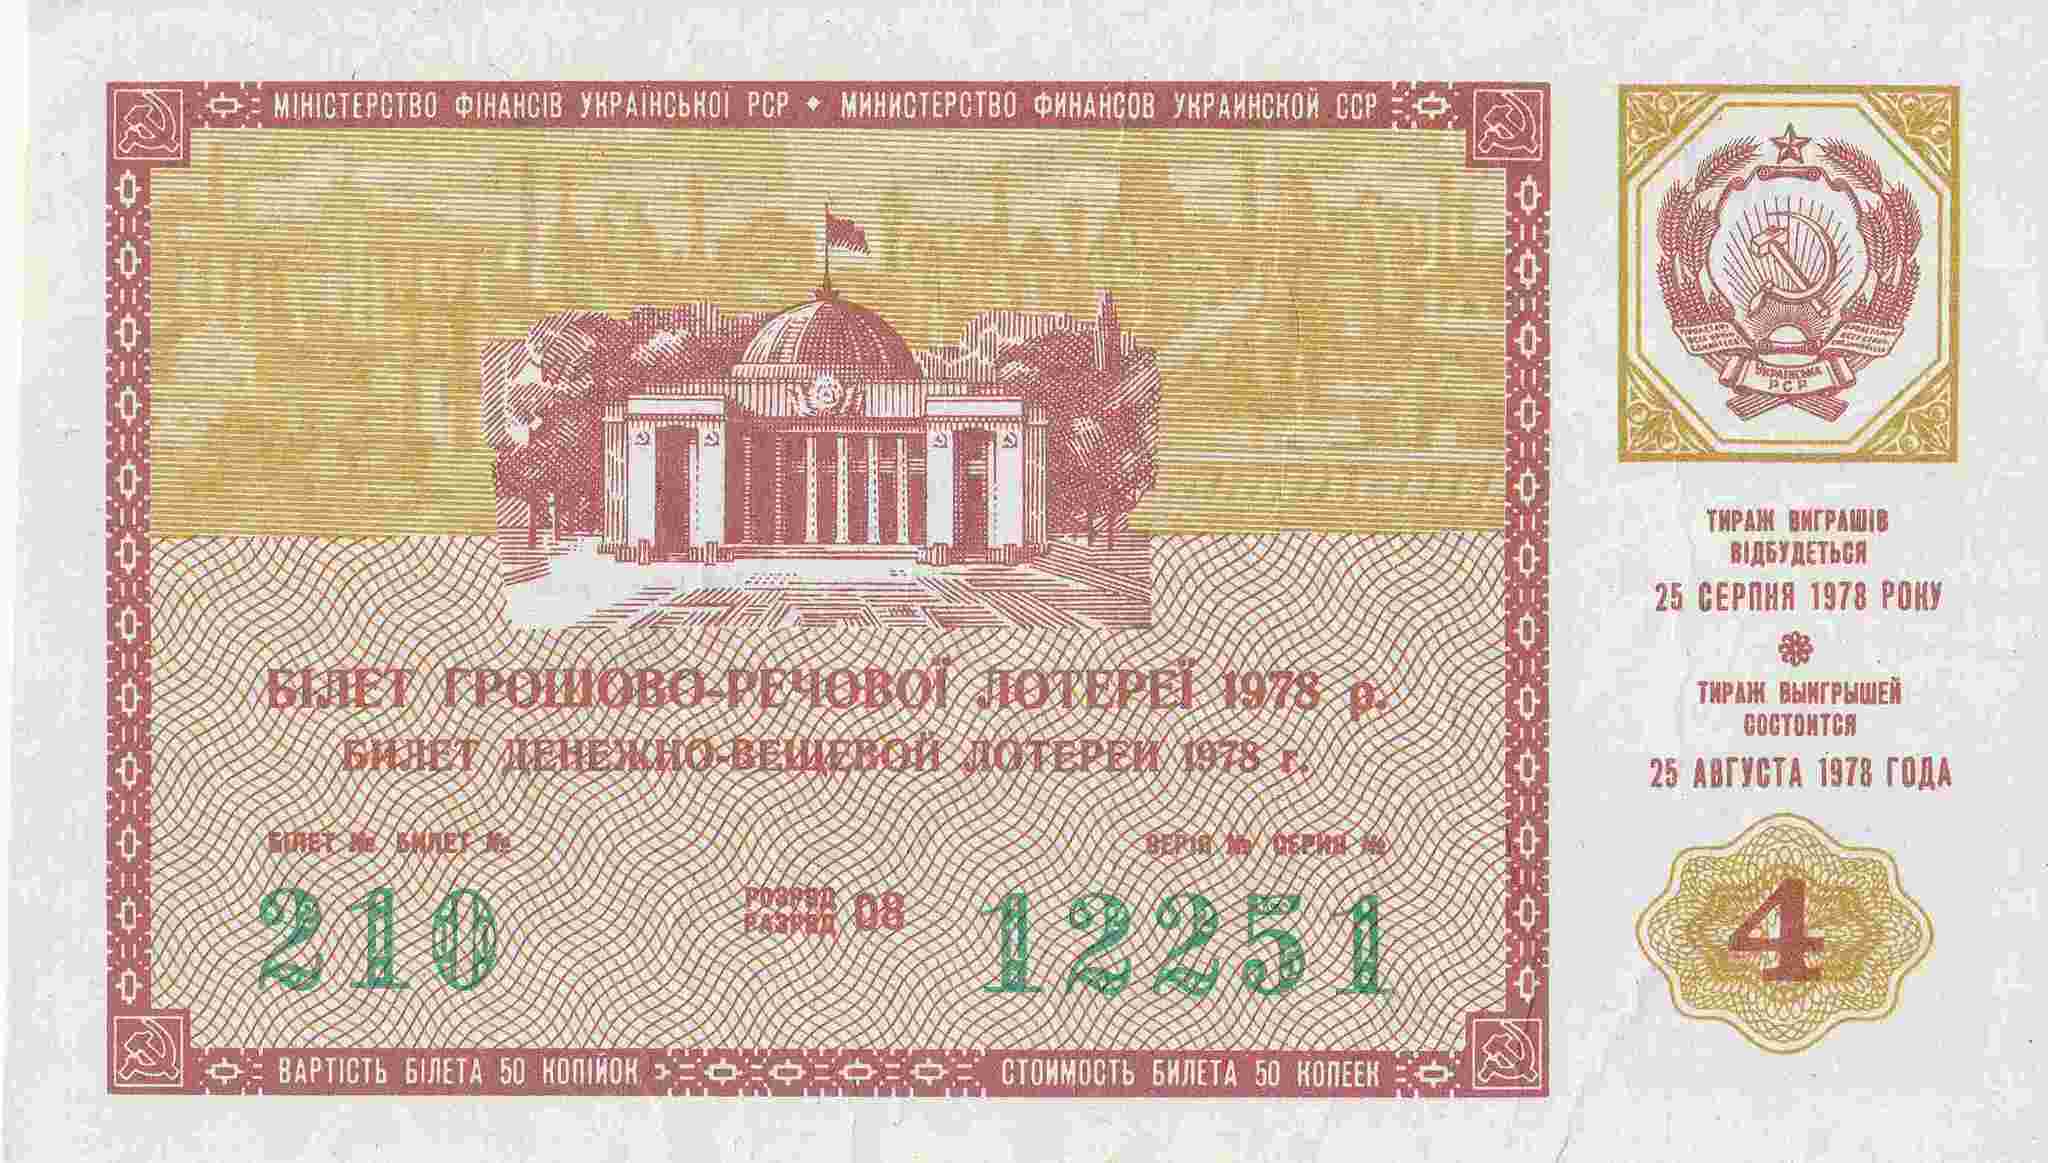 МІНІСТЕРСТВО ФІНАНСІВ УКРАЇНСЬКОЇ РСР ✦ МИНИСТЕРСТВО ФИНАНСОВ УКРАИНСКОЙ ССР
БІЛЕТ ГРОШОВО-РЕЧОВОЇ ЛОТЕРЕЇ 1978 р.
БИЛЕТ ДЕНЕЖНО-ВЕЩЕВОЙ ЛОТЕРЕИ 1978 г.
БІЛЕТ № БИЛЕТ №
СЕРІЯ № СЕРИЯ №
210
РОЗРЯД
РАЗРЯД
08
12251
ВАРТІСТЬ БІЛЕТА 50 КОПІЙОК
СТОИМОСТЬ БИЛЕТА 50 КОПЕЕК
УКРАЇНСЬКА
РСР
ТИРАЖ ВИГРАШІВ
ВІДБУДЕТЬСЯ
25 СЕРПНЯ 1978 РОКУ
ТИРАЖ ВЫИГРЫШЕЙ
СОСТОИТСЯ
25 АВГУСТА 1978 ГОДА
4